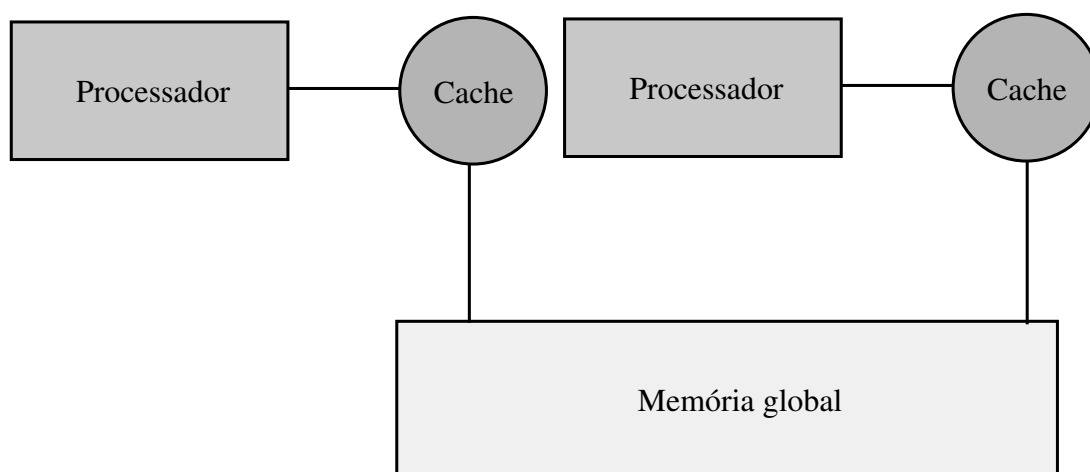 Processador
Cache
Processador
Cache
Memória global